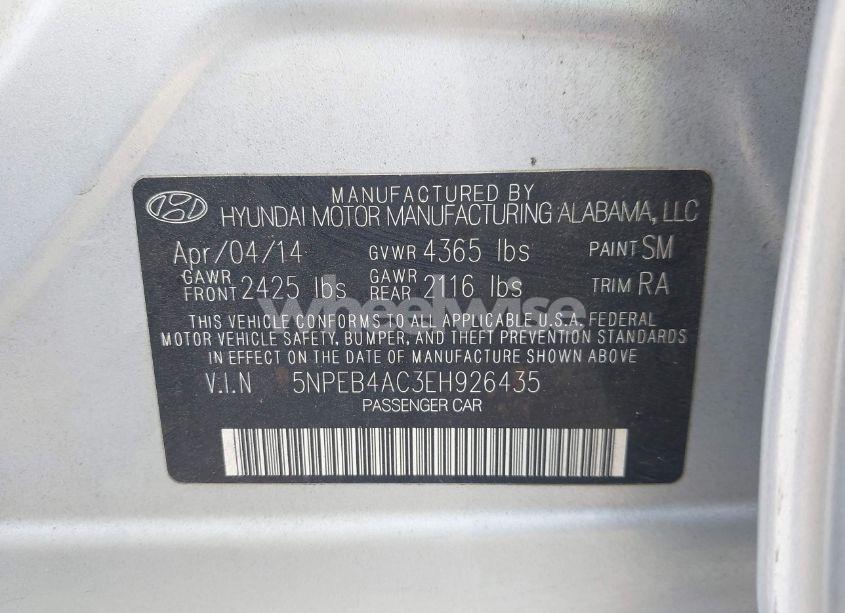 MANUFACTURED BY
HYUNDAI MOTOR MANUFACTURING ALABAMA, LLC
Apr/04/14 GVWR 4365 lbs PAINT SM
GAWR FRONT 2425 lbs GAWR REAR 2116 lbs TRIM RA
wheelwise
THIS VEHICLE CONFORMS TO ALL APPLICABLE U.S.A. FEDERAL
MOTOR VEHICLE SAFETY, BUMPER, AND THEFT PREVENTION STANDARDS
IN EFFECT ON THE DATE OF MANUFACTURE SHOWN ABOVE
V.I.N 5NPEB4AC3EH926435
PASSENGER CAR